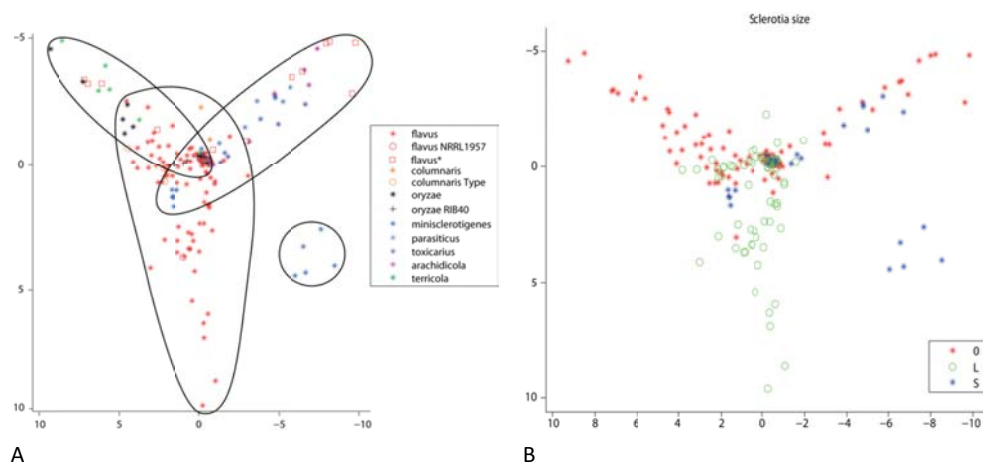 Sclerotia size
-5
0
5
10
10
5
0
-5
-10
flavus
flavus NRRL1957
flavus*
columnaris
columnaris Type
oryzae
oryzae RIB40
minisclerotigenes
parasiticus
toxicarius
arachidicola
terricola
A
-5
0
5
10
10
8
6
4
2
0
-2
-4
-6
-8
-10
0
L
S
B